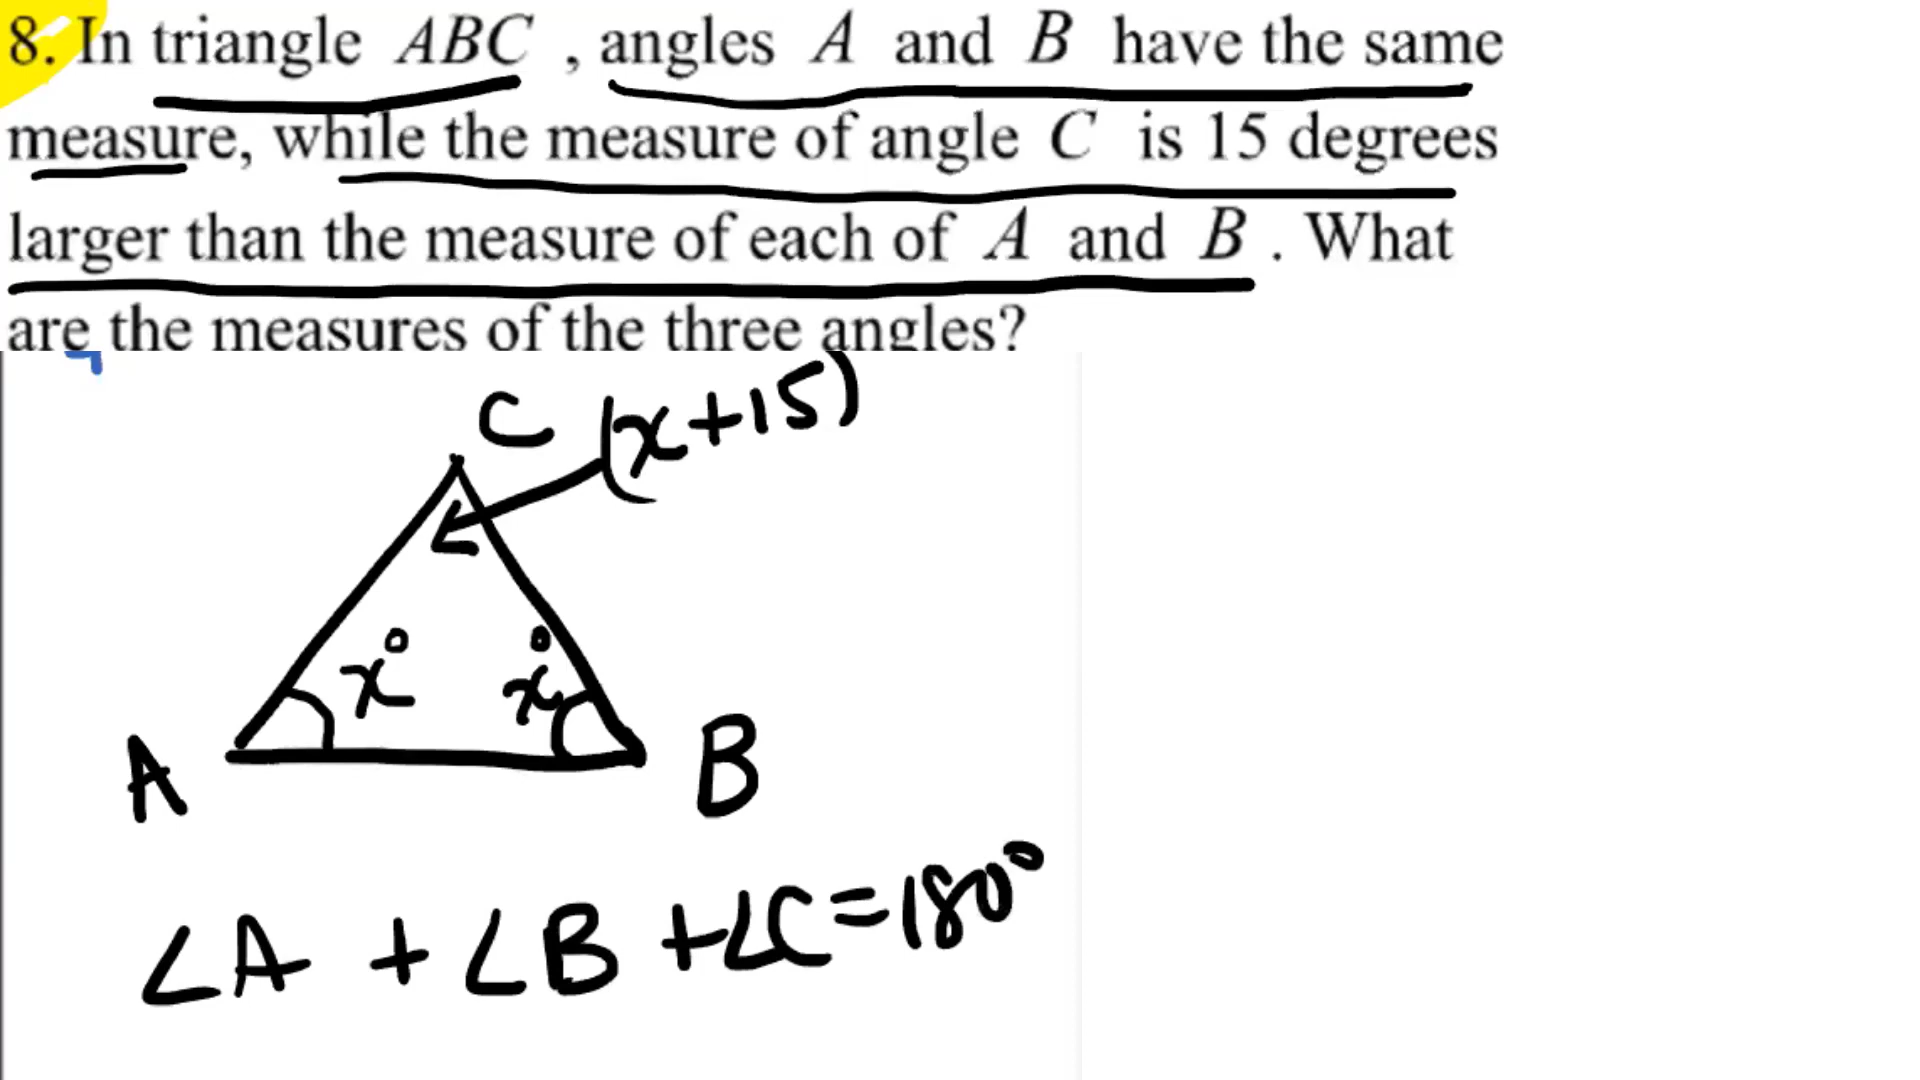 8. In triangle ABC , angles A and B have the same
measure, while the measure of angle C is 15 degrees
larger than the measure of each of A and B . What
are the measures of the three angles?
C (x+15)
x° x°
A B
∠A + ∠B +∠C=180°